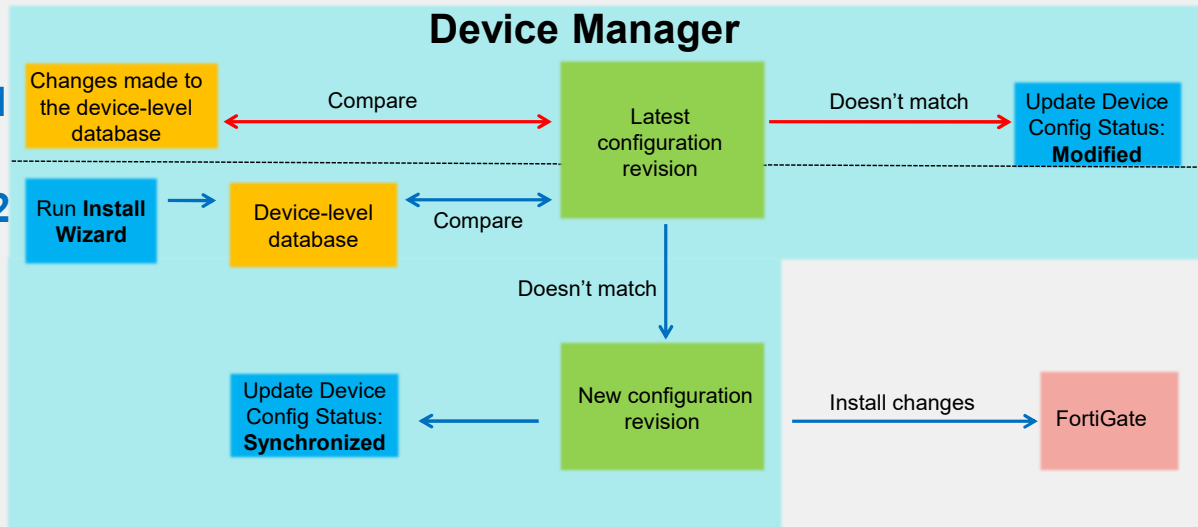 Device Manager
1
Changes made to
the device-level
database
Compare
Latest
configuration
revision
Doesn't match
Update Device
Config Status:
Modified
2
Run Install
Wizard
Device-level
database
Compare
Doesn't match
Update Device
Config Status:
Synchronized
New configuration
revision
Install changes
FortiGate